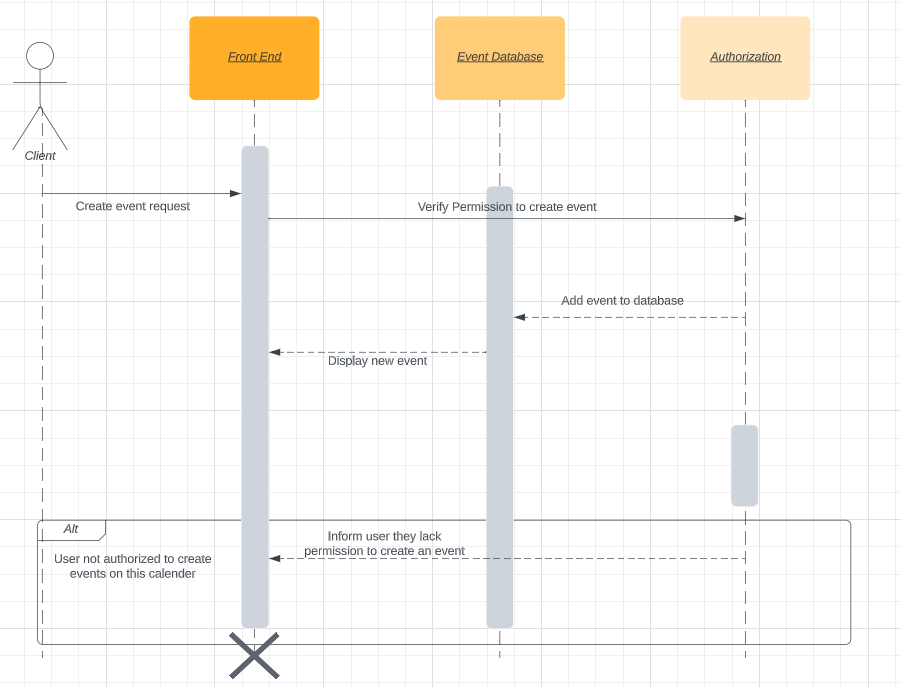 Front End
Event Database
Authorization
Client
Create event request
Verify Permission to create event
Add event to database
Display new event
Alt
User not authorized to create
events on this calender
Inform user they lack
permission to create an event